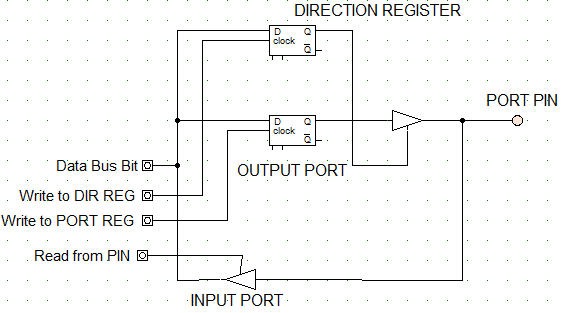 DIRECTION REGISTER
D Q
clock
Q
PORT PIN
D Q
clock
Q
Data Bus Bit
OUTPUT PORT
Write to DIR REG
Write to PORT REG
Read from PIN
INPUT PORT